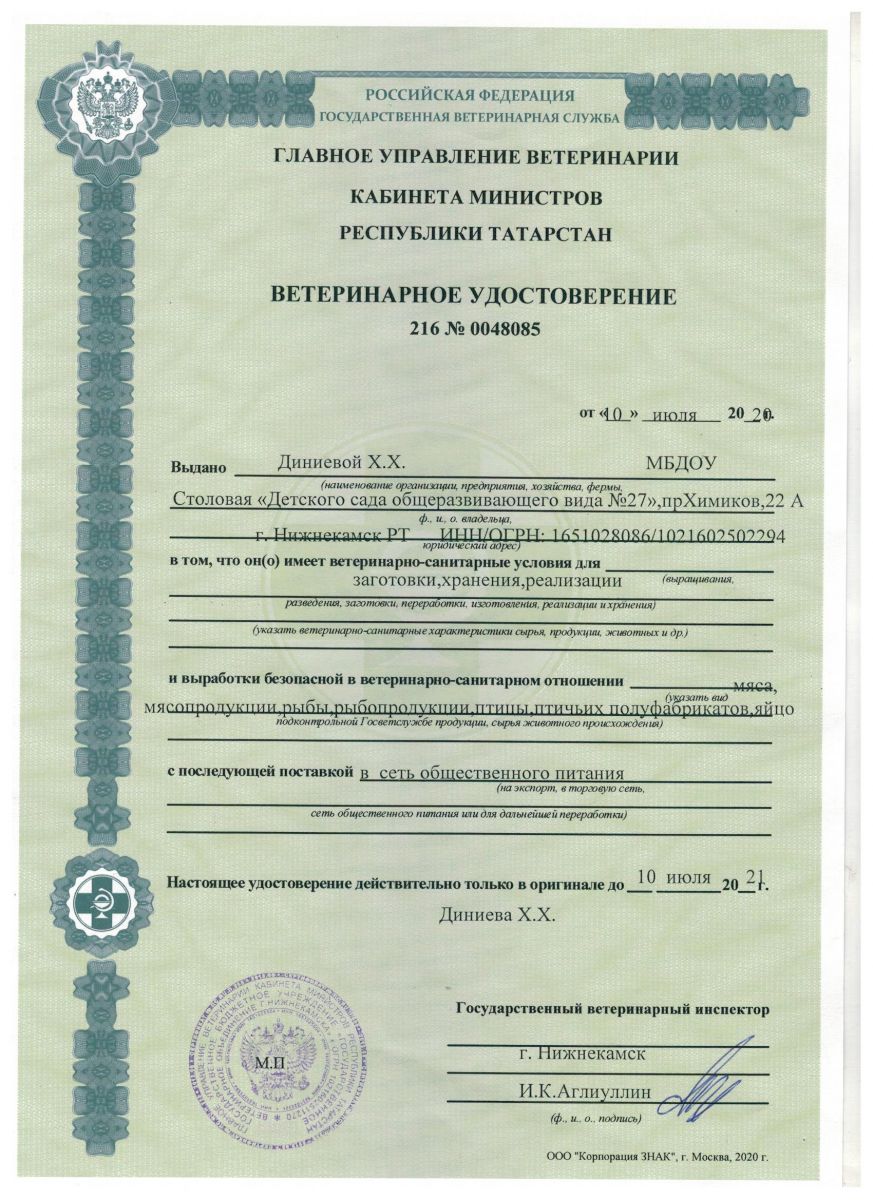 РОССИЙСКАЯ ФЕДЕРАЦИЯ
ГОСУДАРСТВЕННАЯ ВЕТЕРИНАРНАЯ СЛУЖБА
ГЛАВНОЕ УПРАВЛЕНИЕ ВЕТЕРИНАРИИ
КАБИНЕТА МИНИСТРОВ
РЕСПУБЛИКИ ТАТАРСТАН
ВЕТЕРИНАРНОЕ УДОСТОВЕРЕНИЕ
216 № 0048085
от «10» июля 2020 г.
Выдано Диниевой Х.Х. МБДОУ
(наименование организации, предприятия, хозяйства, фермы,
Столовая «Детского сада общеразвивающего вида №27»,прХимиков,22 А
ф., и., о. владельца,
г. Нижнекамск РТ ИНН/ОГРН: 1651028086/1021602502294
юридический адрес)
в том, что он(о) имеет ветеринарно-санитарные условия для
заготовки,хранения,реализации (выращивания,
разведения, заготовки, переработки, изготовления, реализации и хранения)
(указать ветеринарно-санитарные характеристики сырья, продукции, животных и др.)
и выработки безопасной в ветеринарно-санитарном отношении мяса,
(указать вид
мясопродукции,рыбы,рыбопродукции,птицы,птичьих полуфабрикатов,яйцо
подконтрольной Госветслужбе продукции, сырья животного происхождения)
с последующей поставкой в сеть общественного питания
(на экспорт, в торговую сеть,
сеть общественного питания или для дальнейшей переработки)
Настоящее удостоверение действительно только в оригинале до 10 июля 2021 г.
Диниева Х.Х.
Государственный ветеринарный инспектор
г. Нижнекамск
М.П
И.К.Аглиуллин
(ф., и., о., подпись)
ООО "Корпорация ЗНАК", г. Москва, 2020 г.